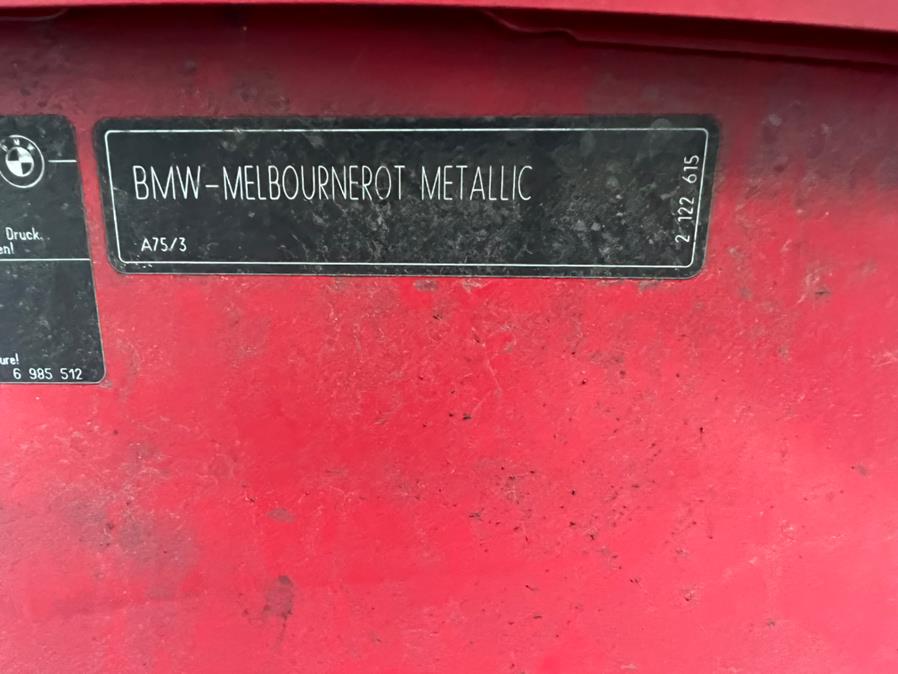 BMW-MELBOURNEROT METALLIC
A75/3
2 122 615
Druck.
en!
ure!
6 985 512